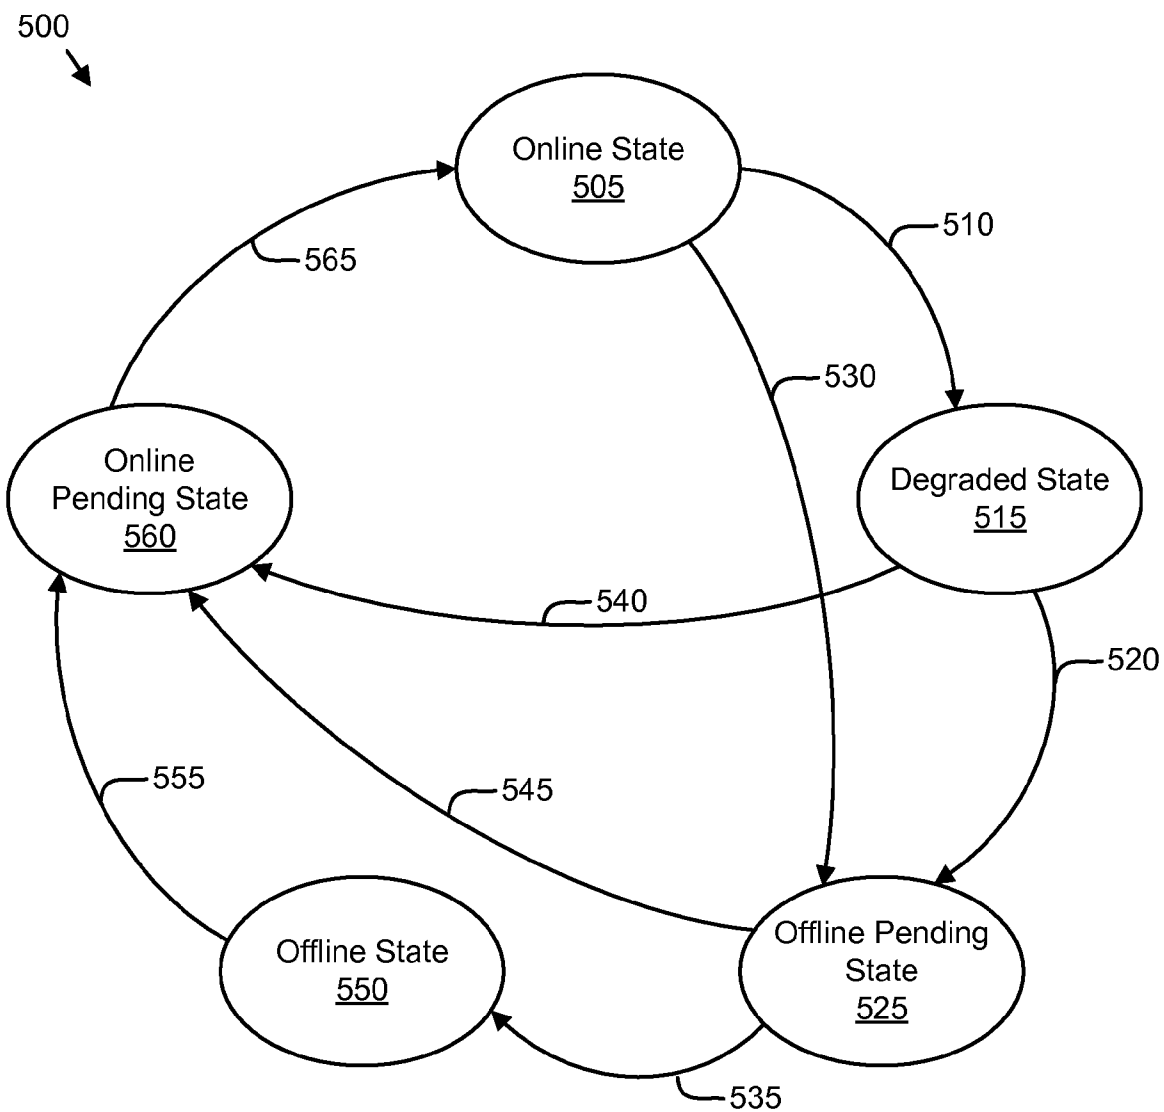 500
Online State
505
510
565
530
Online
Pending State
560
Degraded State
515
540
520
555
545
Offline State
550
Offline Pending
State
525
535